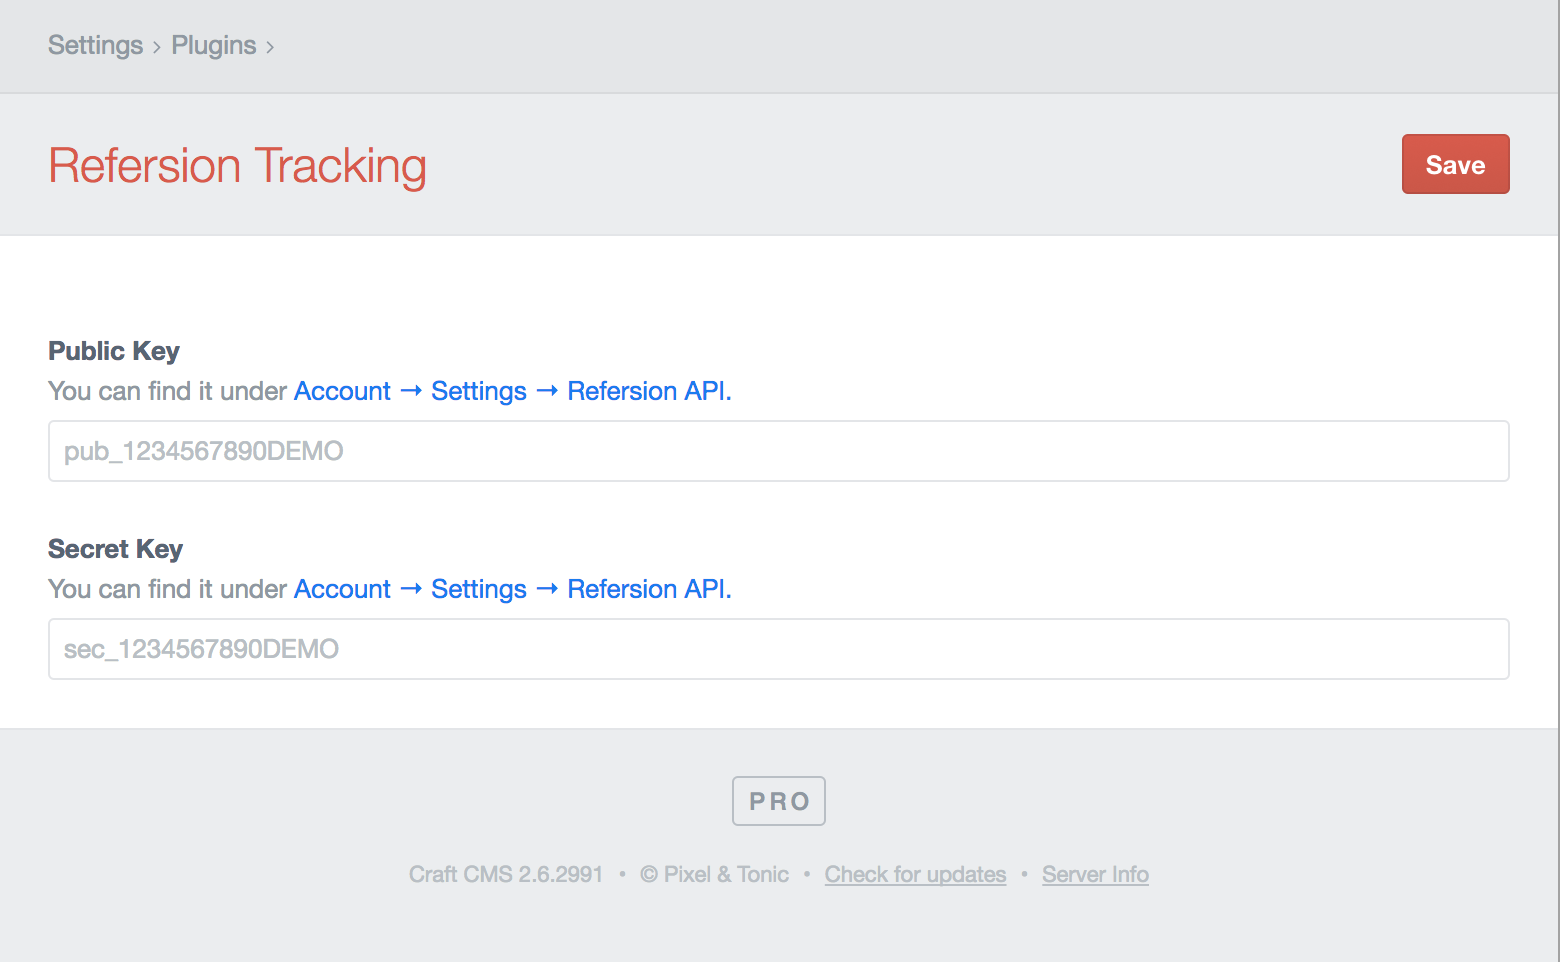 Settings › Plugins ›
Refersion Tracking
Save
Public Key
You can find it under Account → Settings → Refersion API.
pub_1234567890DEMO
Secret Key
You can find it under Account → Settings → Refersion API.
sec_1234567890DEMO
PRO
Craft CMS 2.6.2991 • © Pixel & Tonic • Check for updates • Server Info